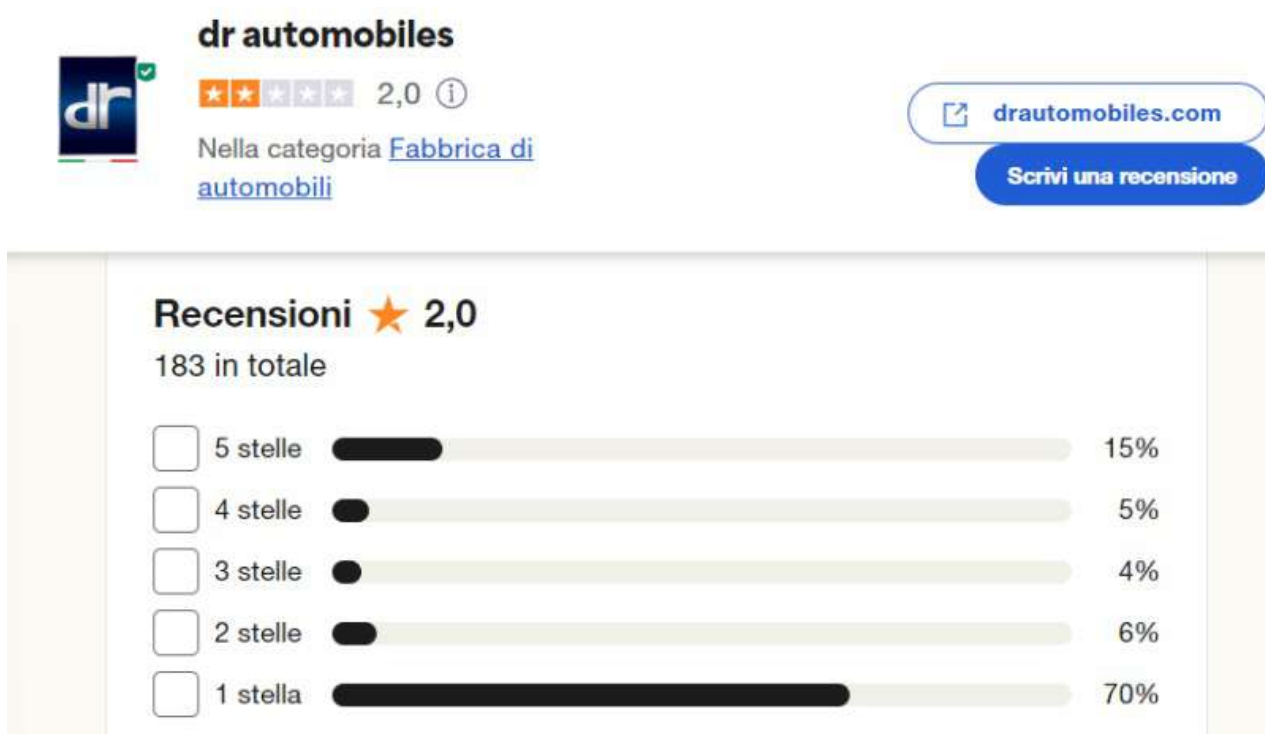 dr automobiles
dr
2,0
Nella categoria Fabbrica di
automobili
drautomobiles.com
Scrivi una recensione
Recensioni 2,0
183 in totale
5 stelle 15%
4 stelle 5%
3 stelle 4%
2 stelle 6%
1 stella 70%